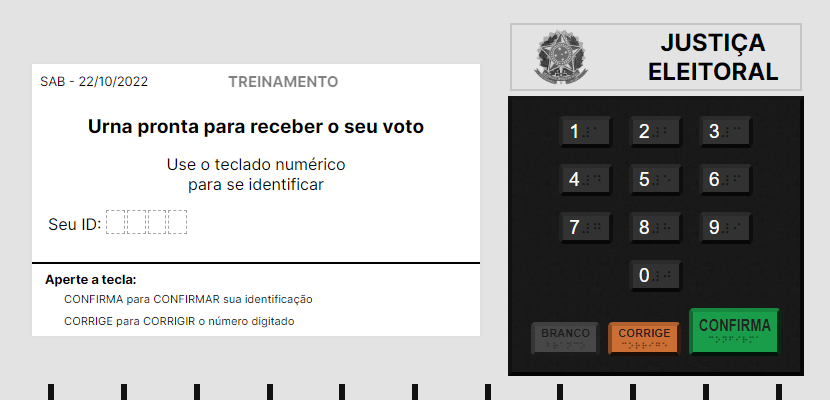 SAB - 22/10/2022
TREINAMENTO
Urna pronta para receber o seu voto
Use o teclado numérico
para se identificar
Seu ID:
Aperte a tecla:
CONFIRMA para CONFIRMAR sua identificação
CORRIGE para CORRIGIR o número digitado
JUSTIÇA
ELEITORAL
1 2 3
4 5 6
7 8 9
0
BRANCO CORRIGE CONFIRMA